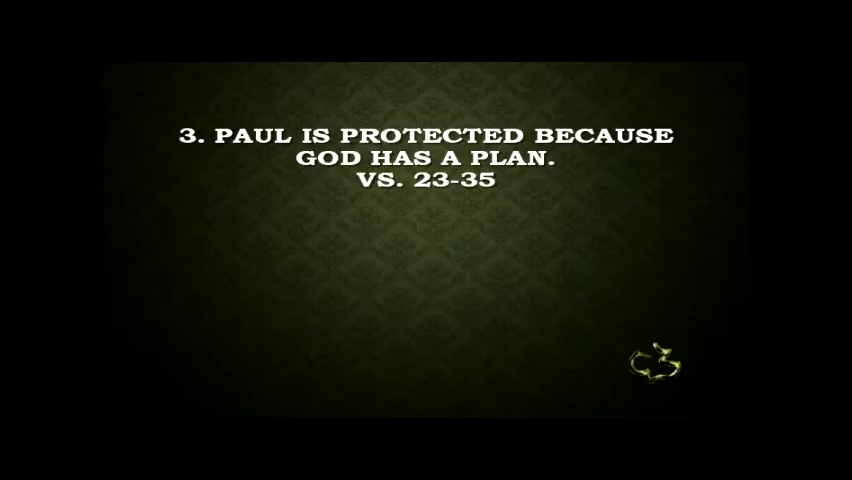 3. PAUL IS PROTECTED BECAUSE
GOD HAS A PLAN.
VS. 23-35